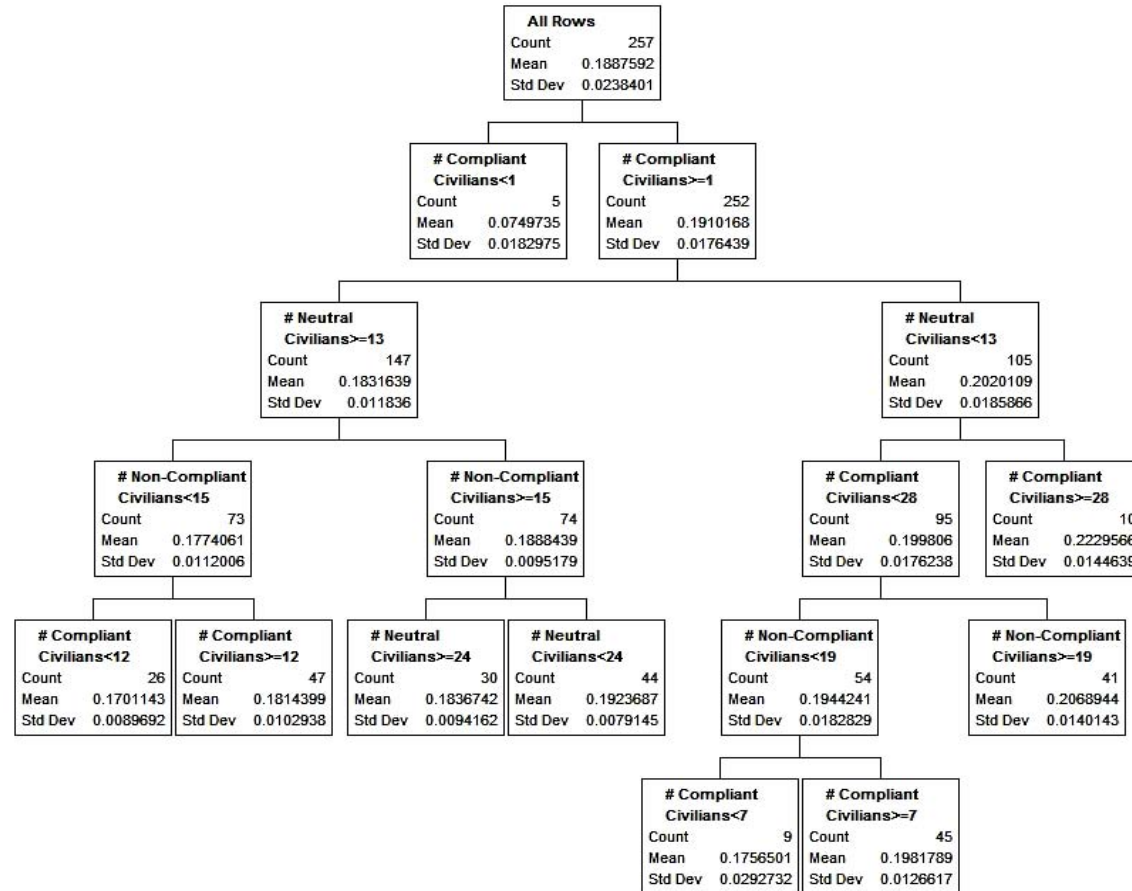 All Rows
Count 257
Mean 0.1887592
Std Dev 0.0238401
# Compliant
Civilians<1
Count 5
Mean 0.0749735
Std Dev 0.0182975
# Compliant
Civilians>=1
Count 252
Mean 0.1910168
Std Dev 0.0176439
# Neutral
Civilians>=13
Count 147
Mean 0.1831639
Std Dev 0.011836
# Neutral
Civilians<13
Count 105
Mean 0.2020109
Std Dev 0.0185866
# Non-Compliant
Civilians<15
Count 73
Mean 0.1774061
Std Dev 0.0112006
# Non-Compliant
Civilians>=15
Count 74
Mean 0.1888439
Std Dev 0.0095179
# Compliant
Civilians<28
Count 95
Mean 0.199806
Std Dev 0.0176238
# Compliant
Civilians>=28
Count 10
Mean 0.2229566
Std Dev 0.0144639
# Compliant
Civilians<12
Count 26
Mean 0.1701143
Std Dev 0.0089692
# Compliant
Civilians>=12
Count 47
Mean 0.1814399
Std Dev 0.0102938
# Neutral
Civilians>=24
Count 30
Mean 0.1836742
Std Dev 0.0094162
# Neutral
Civilians<24
Count 44
Mean 0.1923687
Std Dev 0.0079145
# Non-Compliant
Civilians<19
Count 54
Mean 0.1944241
Std Dev 0.0182829
# Non-Compliant
Civilians>=19
Count 41
Mean 0.2068944
Std Dev 0.0140143
# Compliant
Civilians<7
Count 9
Mean 0.1756501
Std Dev 0.0292732
# Compliant
Civilians>=7
Count 45
Mean 0.1981789
Std Dev 0.0126617